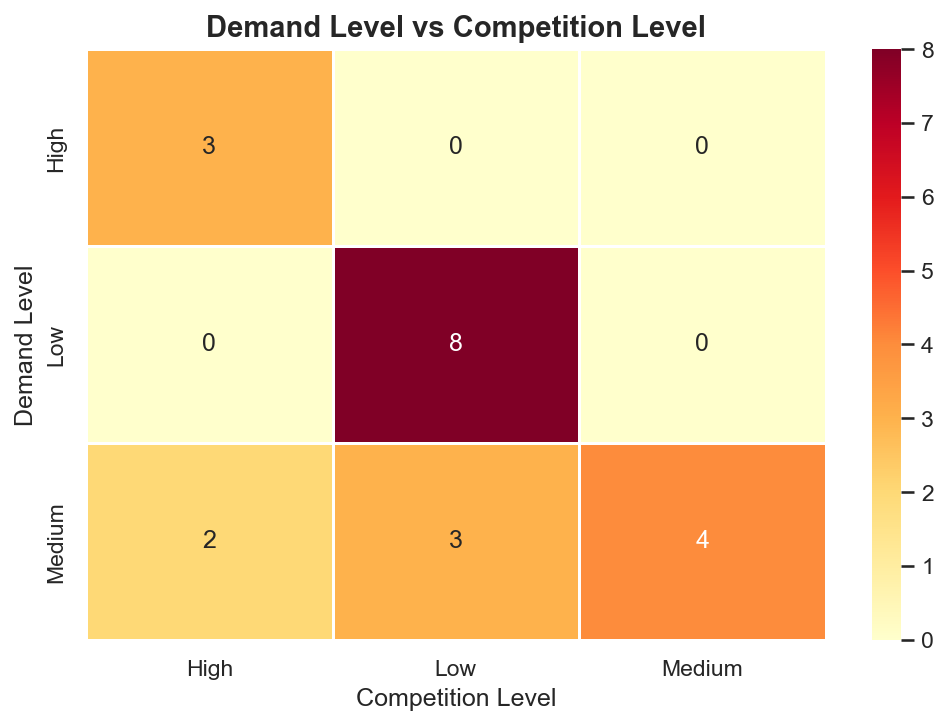 Demand Level vs Competition Level
8
7
6
5
4
3
2
1
0
Demand Level
High
Low
Medium
3 0 0
0 8 0
2 3 4
High Low Medium
Competition Level